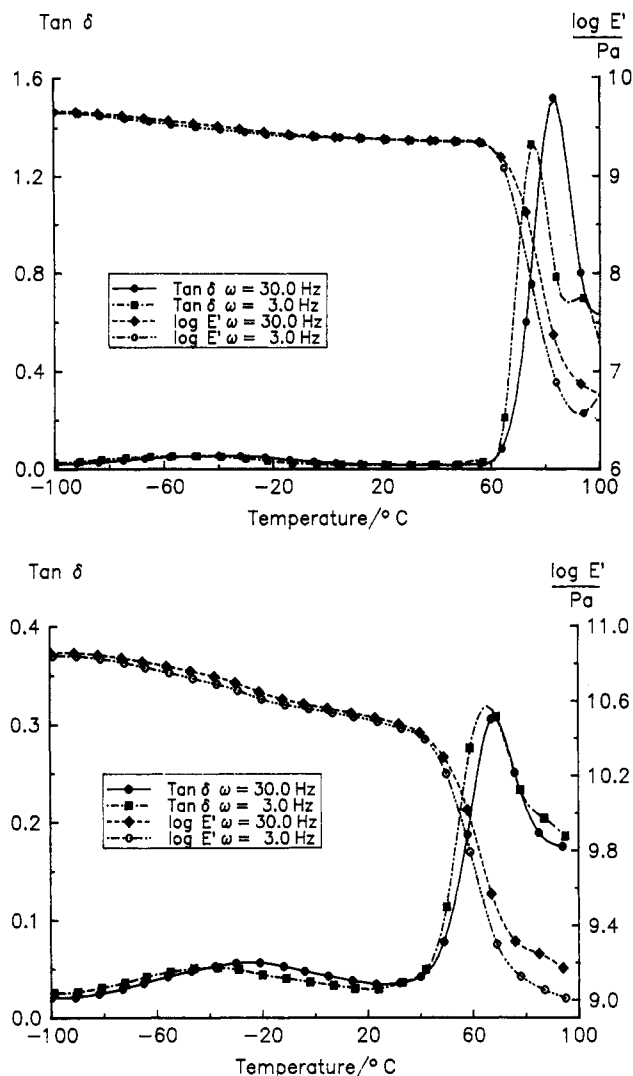 Tan δ
log E'
Pa
1.6
1.2
0.8
0.4
0.0
10
9
8
7
6
Tan δ ω = 30.0 Hz
Tan δ ω = 3.0 Hz
log E' ω = 30.0 Hz
log E' ω = 3.0 Hz
−100
−60
−20
20
60
100
Temperature/° C
Tan δ
log E'
Pa
0.4
0.3
0.2
0.1
0.0
11.0
10.6
10.2
9.8
9.4
9.0
Tan δ ω = 30.0 Hz
Tan δ ω = 3.0 Hz
log E' ω = 30.0 Hz
log E' ω = 3.0 Hz
−100
−60
−20
20
60
100
Temperature/° C